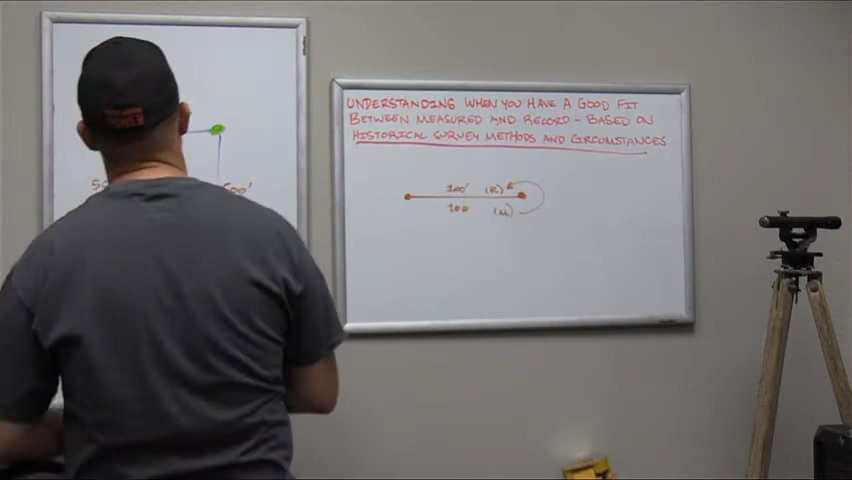 UNDERSTANDING WHEN YOU HAVE A GOOD FIT
BETWEEN MEASURED AND RECORD - BASED ON
HISTORICAL SURVEY METHODS AND CIRCUMSTANCES
100' (R)
100 (M)
500'